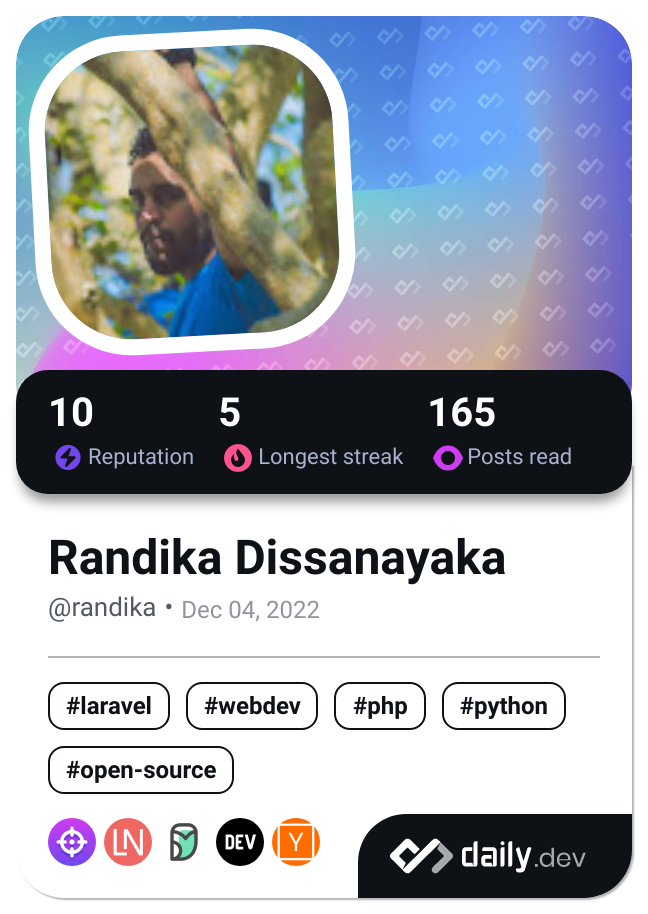 10 5 165
Reputation Longest streak Posts read
Randika Dissanayaka
@randika • Dec 04, 2022
#laravel #webdev #php #python
#open-source
LN DEV Y
daily.dev